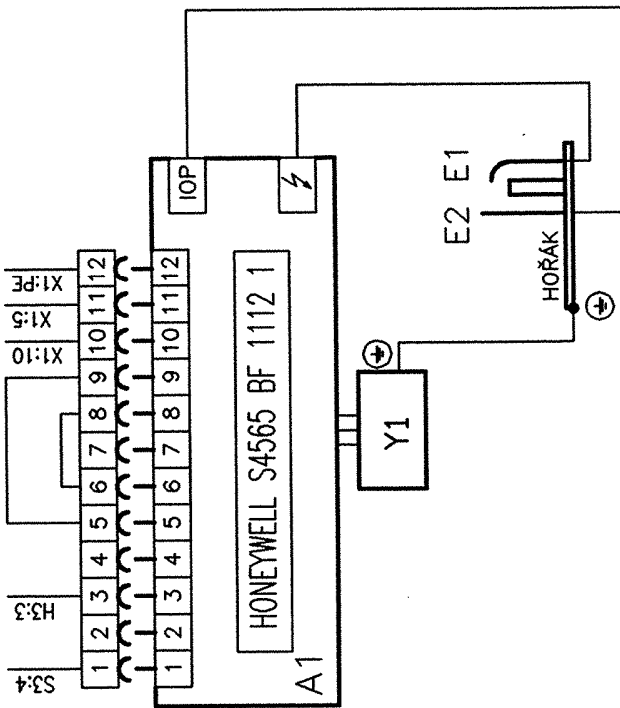 IOP
E2 E1
HOŘÁK
X1:PE
X1:5
X1:10
H3:3
S3:4
1 2 3 4 5 6 7 8 9 10 11 12
1 2 3 4 5 6 7 8 9 10 11 12
HONEYWELL S4565 BF 1112 1
A1
Y1